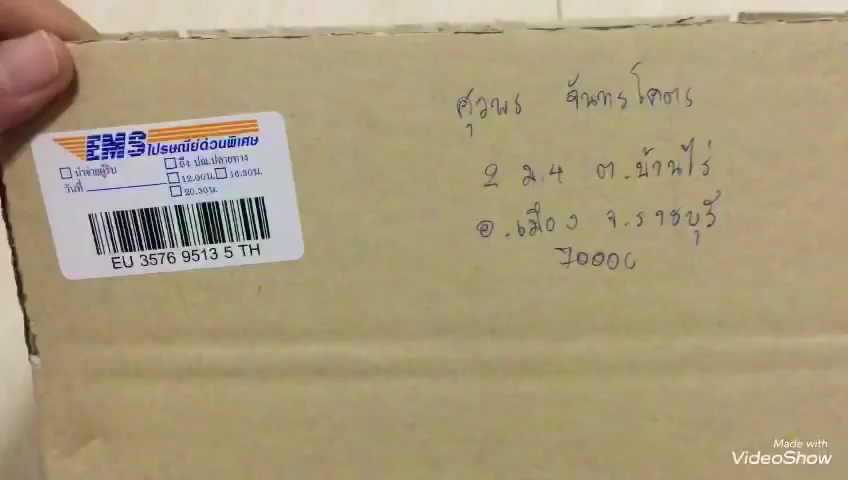 EMS ไปรษณีย์ด่วนพิเศษ
นำจ่ายผู้รับ
ถึง ปณ.ปลายทาง
วันที่
12.00น. 16.30น.
20.30น.
EU 3576 9513 5 TH
ศุวพร จันทรโคตร
2 ม.4 ต.บ้านไร่
อ.เมือง จ.ราชบุรี
70000
Made with
VideoShow